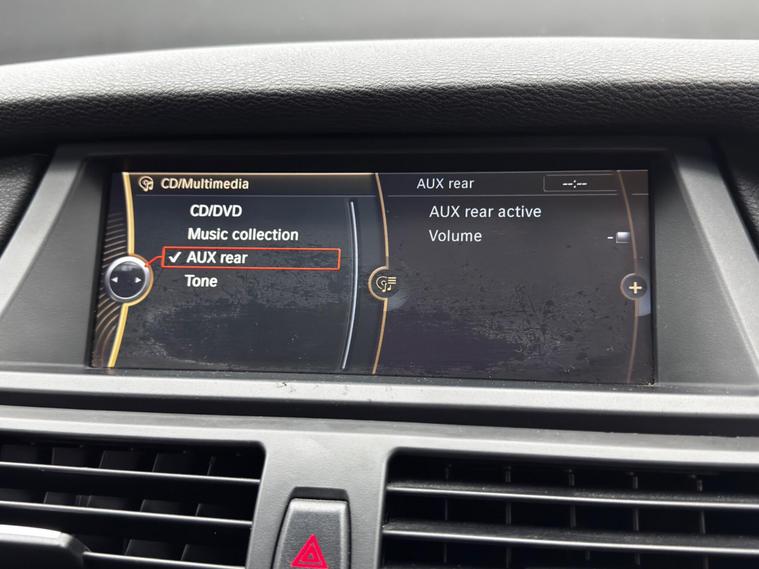 CD/Multimedia
CD/DVD
Music collection
✓ AUX rear
Tone
AUX rear
--:--
AUX rear active
Volume
-
+